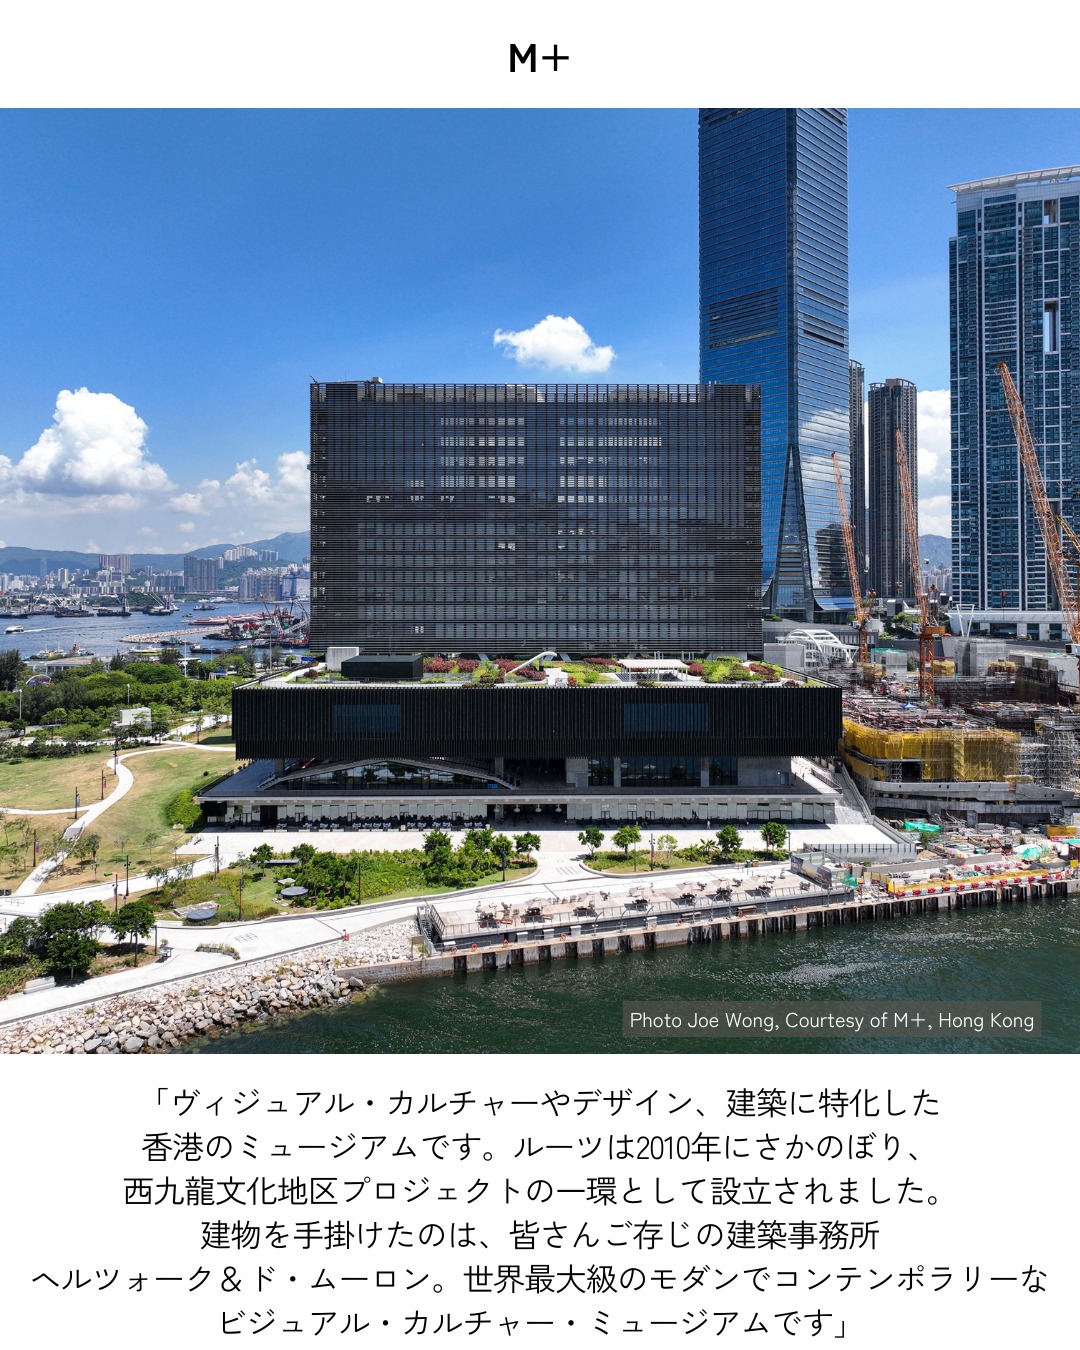 M+
Photo Joe Wong, Courtesy of M+, Hong Kong
「ヴィジュアル・カルチャーやデザイン、建築に特化した
香港のミュージアムです。ルーツは2010年にさかのぼり、
西九龍文化地区プロジェクトの一環として設立されました。
建物を手掛けたのは、皆さんご存じの建築事務所
ヘルツォーク＆ド・ムーロン。世界最大級のモダンでコンテンポラリーな
ビジュアル・カルチャー・ミュージアムです」